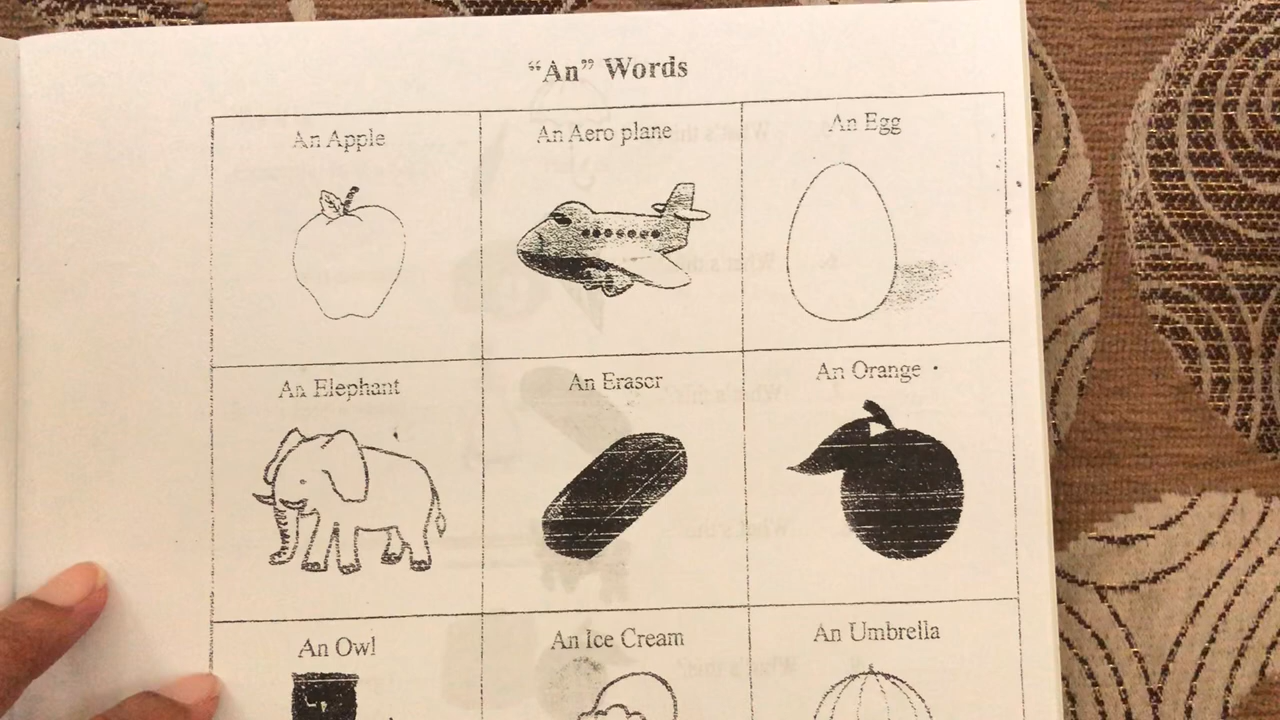 “An” Words
An Apple
An Aero plane
An Egg
An Elephant
An Eraser
An Orange
An Owl
An Ice Cream
An Umbrella